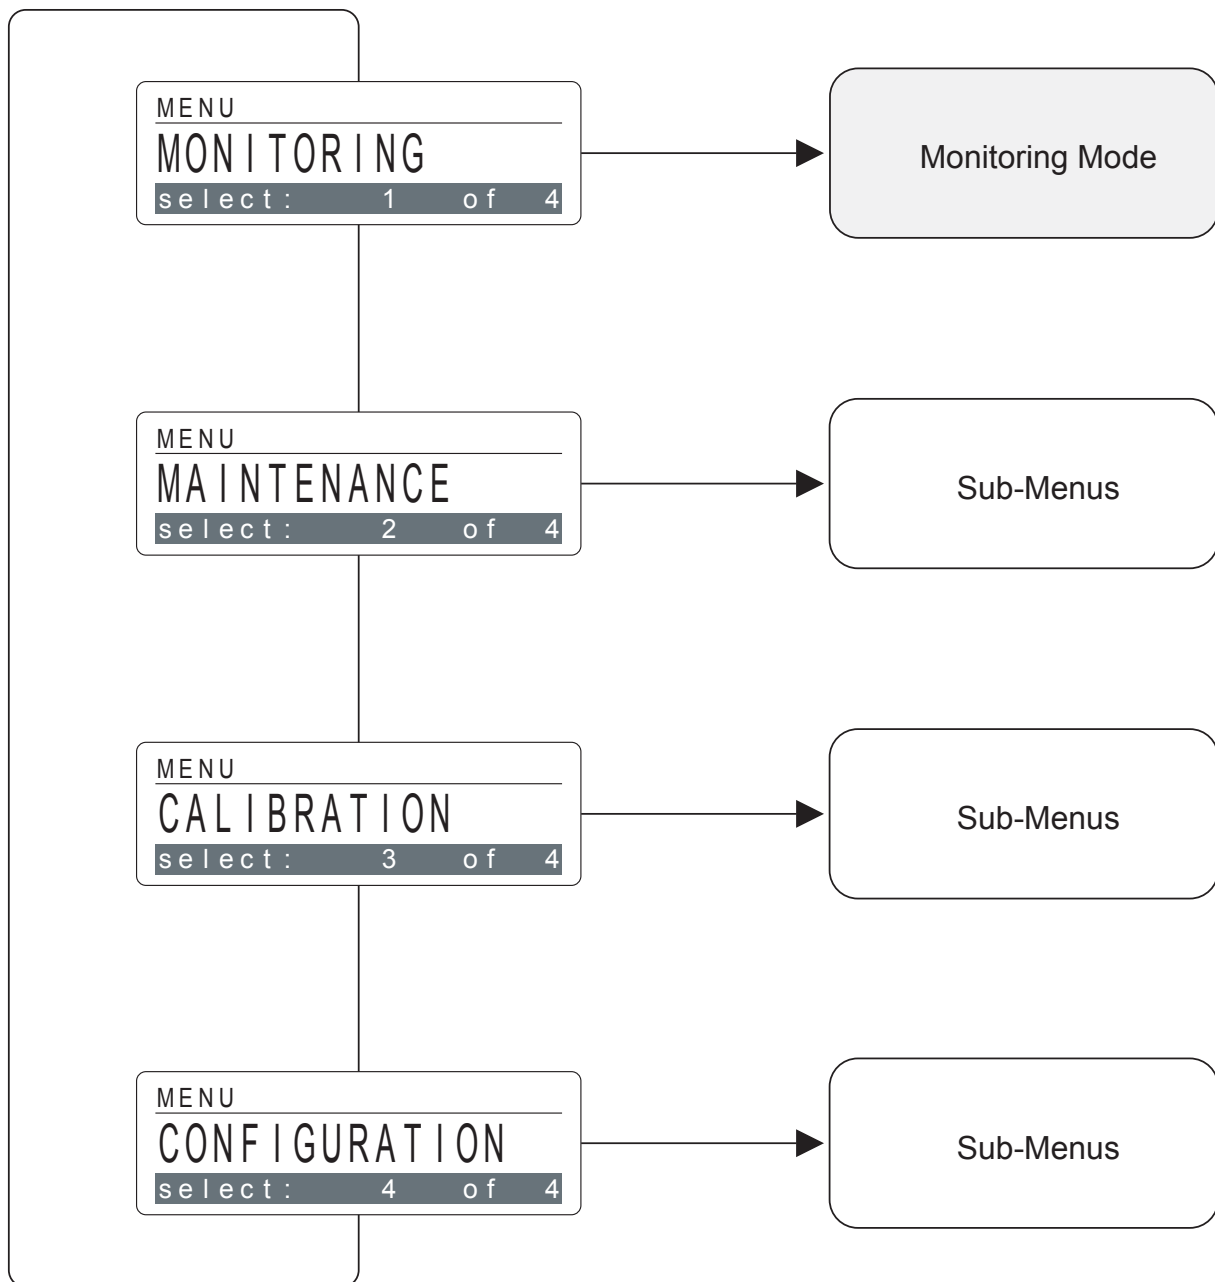 MENU
MONITORING
select: 1 of 4
Monitoring Mode
MENU
MAINTENANCE
select: 2 of 4
Sub-Menus
MENU
CALIBRATION
select: 3 of 4
Sub-Menus
MENU
CONFIGURATION
select: 4 of 4
Sub-Menus